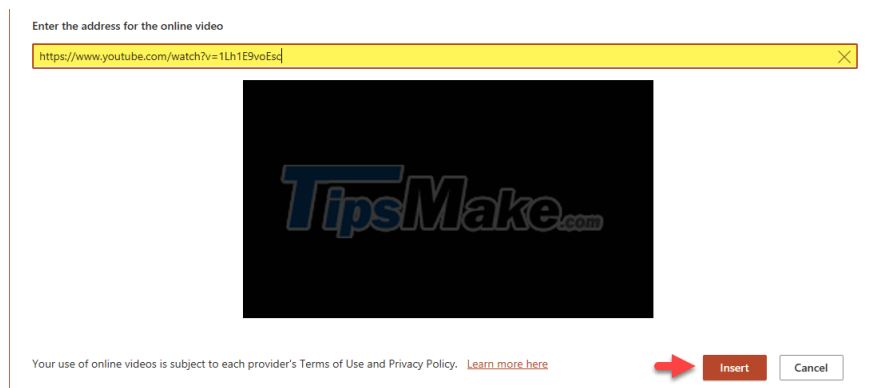 Enter the address for the online video
https://www.youtube.com/watch?v=1Lh1E9voEsc
TipsMake.com
Your use of online videos is subject to each provider's Terms of Use and Privacy Policy. Learn more here
Insert
Cancel